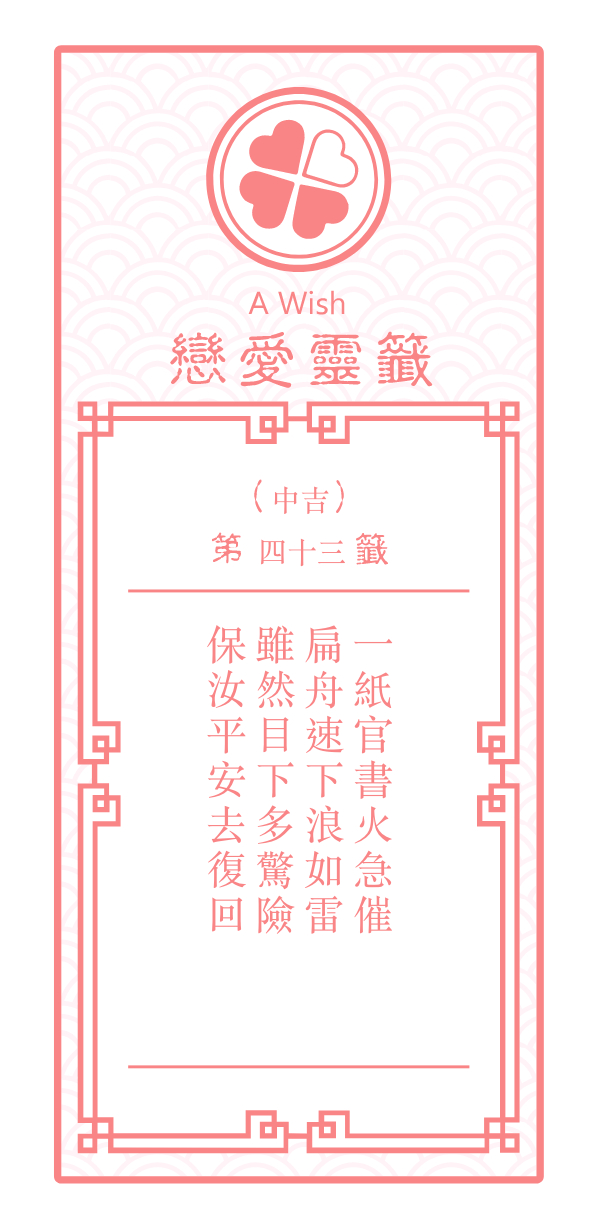 A Wish
戀愛靈籤
（中吉）
第 四十三 籤
一紙官書火急催
扁舟速下浪如雷
雖然目下多驚險
保汝平安去復回